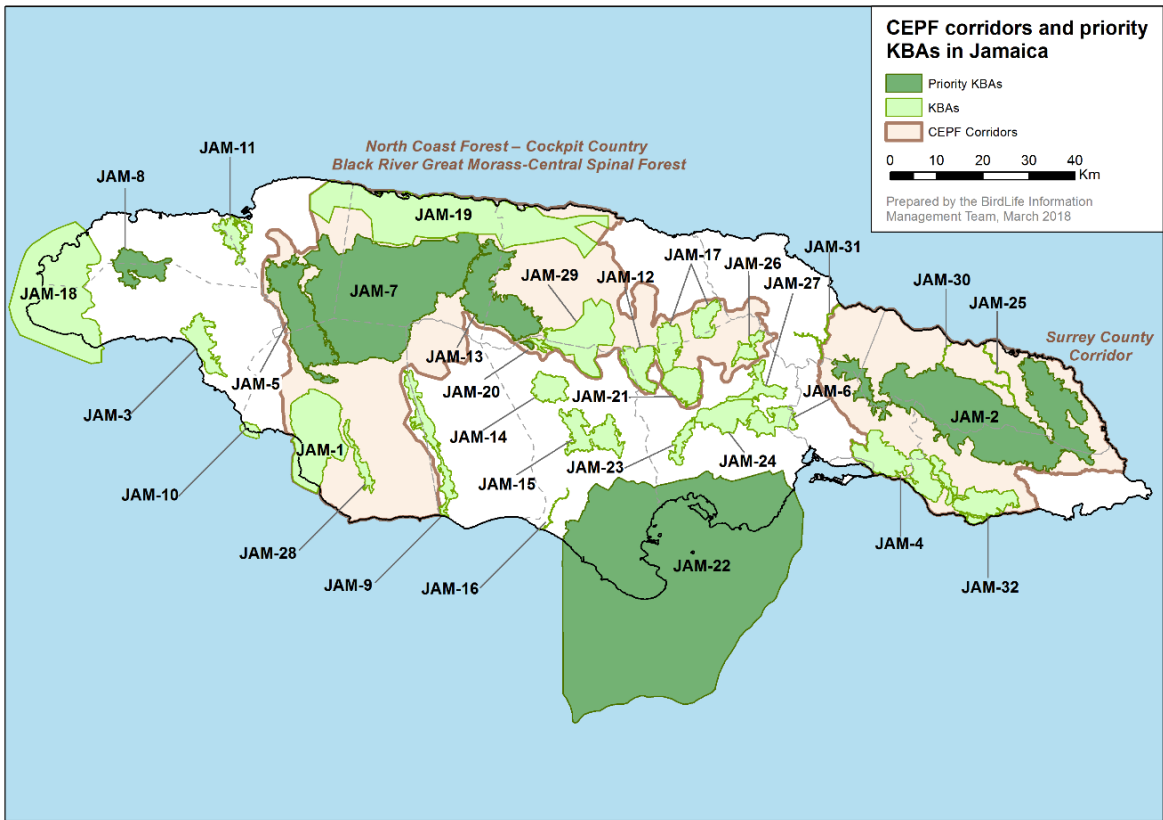 CEPF corridors and priority
KBAs in Jamaica
Priority KBAs
KBAs
CEPF Corridors
0 10 20 30 40
Km
Prepared by the BirdLife Information
Management Team, March 2018
North Coast Forest – Cockpit Country
Black River Great Morass-Central Spinal Forest
JAM-11
JAM-8
JAM-19
JAM-31
JAM-29
JAM-12
JAM-17
JAM-26
JAM-30
JAM-27
JAM-25
JAM-18
JAM-7
Surrey County
Corridor
JAM-13
JAM-5
JAM-20
JAM-21
JAM-6
JAM-3
JAM-2
JAM-14
JAM-1
JAM-23
JAM-24
JAM-15
JAM-10
JAM-28
JAM-4
JAM-9
JAM-16
JAM-22
JAM-32